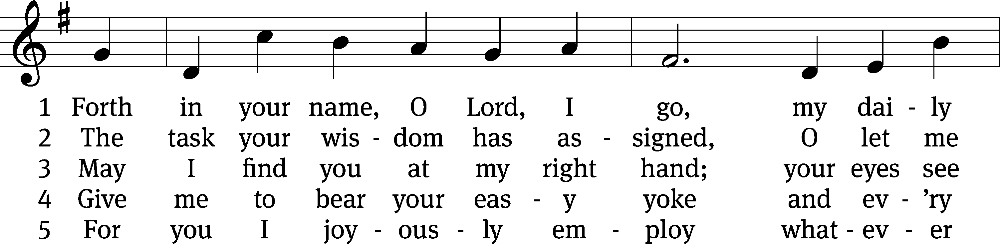 1 Forth in your name, O Lord, I go, my dai - ly
2 The task your wis - dom has as - signed, O let me
3 May I find you at my right hand; your eyes see
4 Give me to bear your eas - y yoke and ev - ’ry
5 For you I joy - ous - ly em - ploy what - ev - er